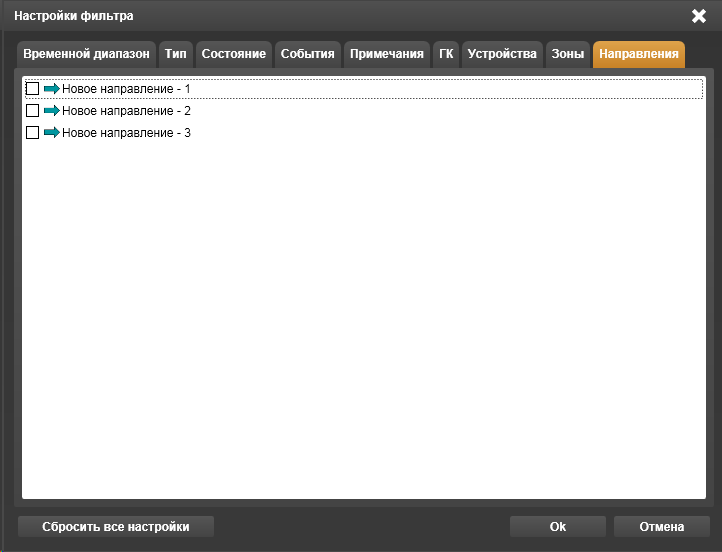 Настройки фильтра
Временной диапазон Тип Состояние События Примечания ГК Устройства Зоны Направления
Новое направление - 1
Новое направление - 2
Новое направление - 3
Сбросить все настройки Ok Отмена